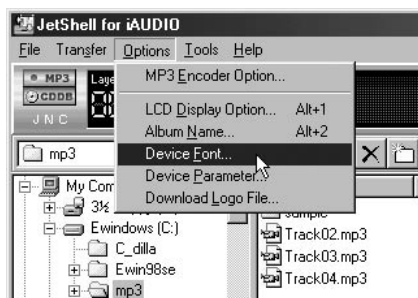 JetShell for iAUDIO
File Transfer Options Tools Help
MP3
CDDB
JNC
MP3 Encoder Option...
LCD Display Option... Alt+1
Album Name... Alt+2
Device Font...
Device Parameter...
Download Logo File...
mp3
My Com
3½
Ewindows (C:)
C_dilla
Ewin98se
mp3
sample
Track02.mp3
Track03.mp3
Track04.mp3